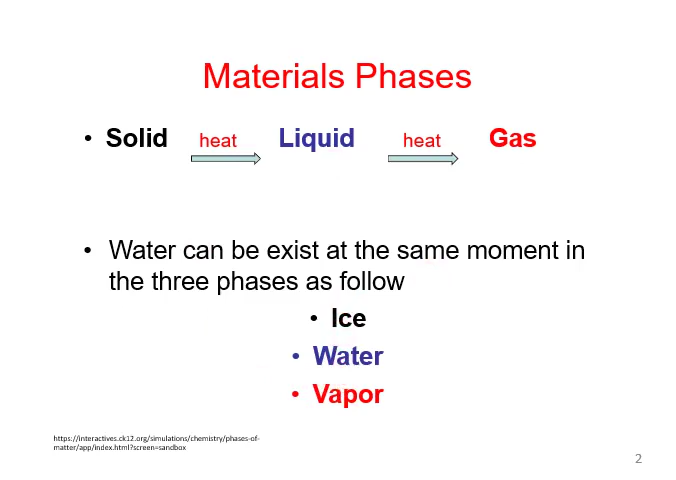 Materials Phases
• Solid heat Liquid heat Gas
• Water can be exist at the same moment in
the three phases as follow
• Ice
• Water
• Vapor
https://interactives.ck12.org/simulations/chemistry/phases-of-
matter/app/index.html?screen=sandbox
2